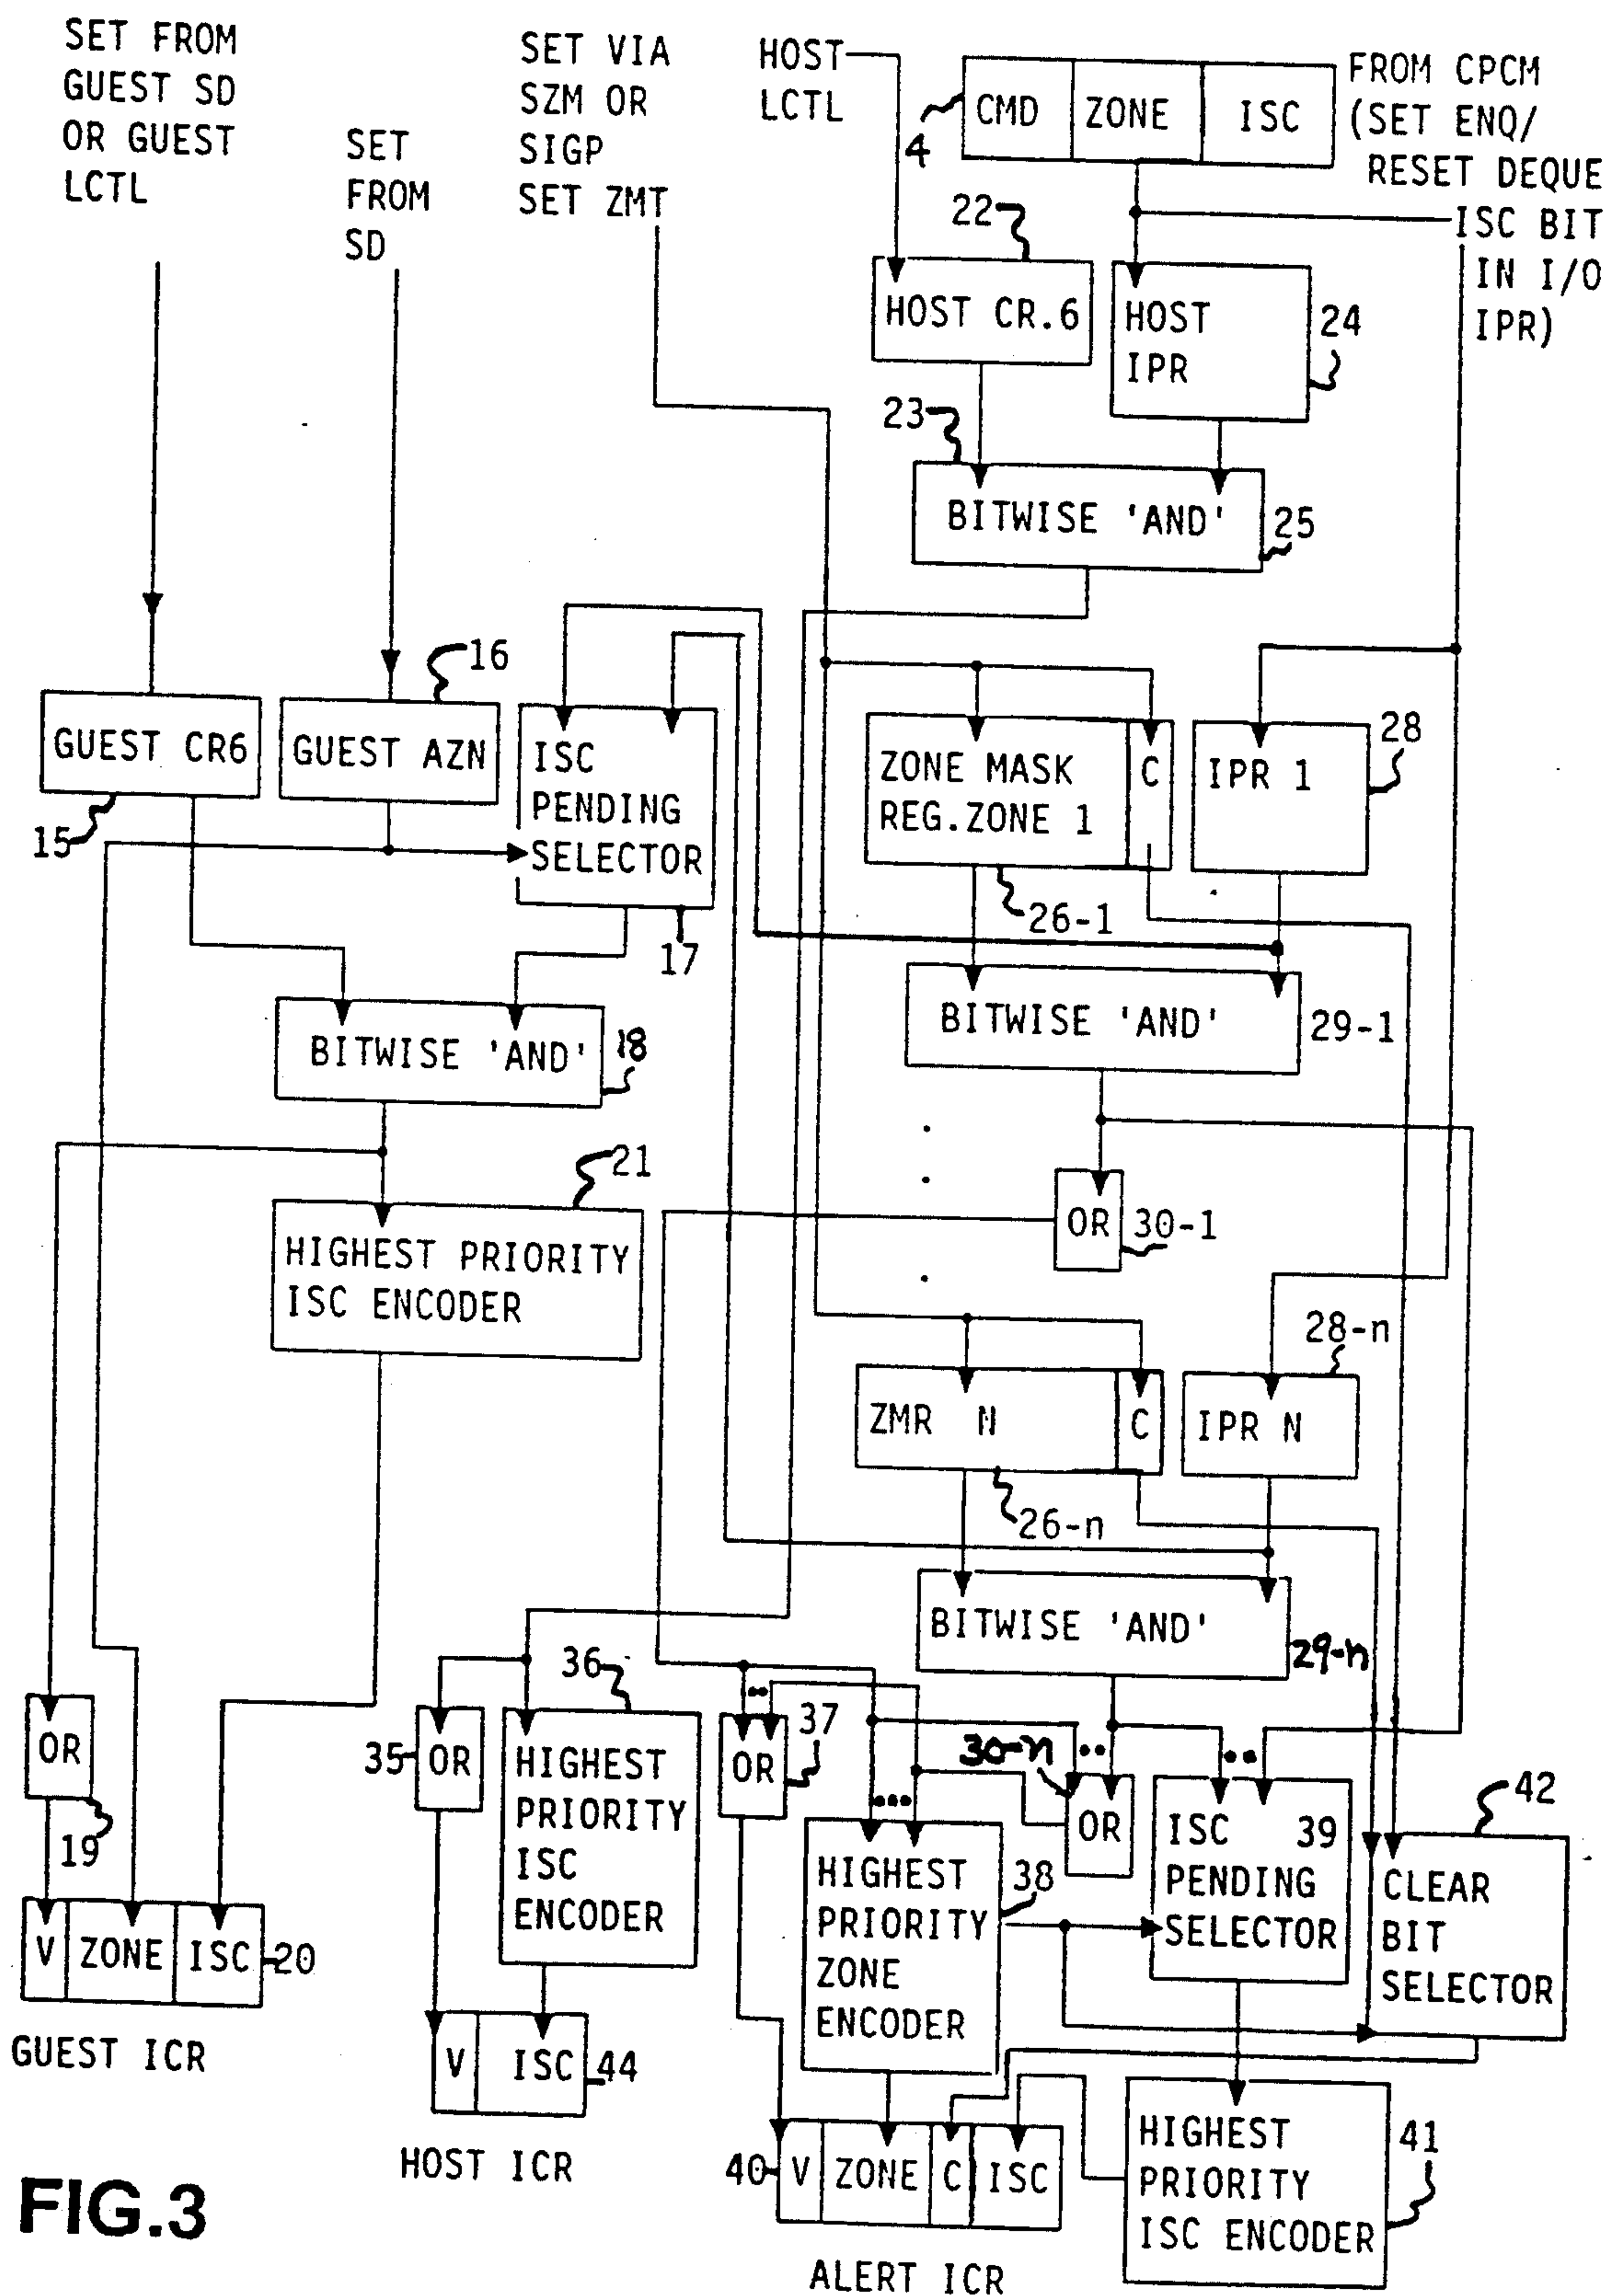 SET FROM
GUEST SD
OR GUEST
LCTL
SET
FROM
SD
SET VIA
SZM OR
SIGP
SET ZMT
HOST
LCTL
4
CMD ZONE ISC
FROM CPCM
(SET ENQ/
RESET DEQUE
ISC BIT
IN I/O
IPR)
22
HOST CR.6
HOST
IPR
24
23
BITWISE 'AND'
25
16
GUEST CR6
15
GUEST AZN
ISC
PENDING
SELECTOR
17
ZONE MASK
REG.ZONE 1
C
26-1
IPR 1
28
BITWISE 'AND'
18
BITWISE 'AND'
29-1
21
HIGHEST PRIORITY
ISC ENCODER
OR
30-1
28-n
ZMR N
C
26-n
IPR N
BITWISE 'AND'
29-n
OR
19
V ZONE ISC
20
GUEST ICR
35
OR
36
HIGHEST
PRIORITY
ISC
ENCODER
V ISC
44
HOST ICR
OR
37
30-n
OR
HIGHEST
PRIORITY
ZONE
ENCODER
38
ISC 39
PENDING
SELECTOR
42
CLEAR
BIT
SELECTOR
40
V ZONE C ISC
ALERT ICR
HIGHEST
PRIORITY
ISC ENCODER
41
FIG.3